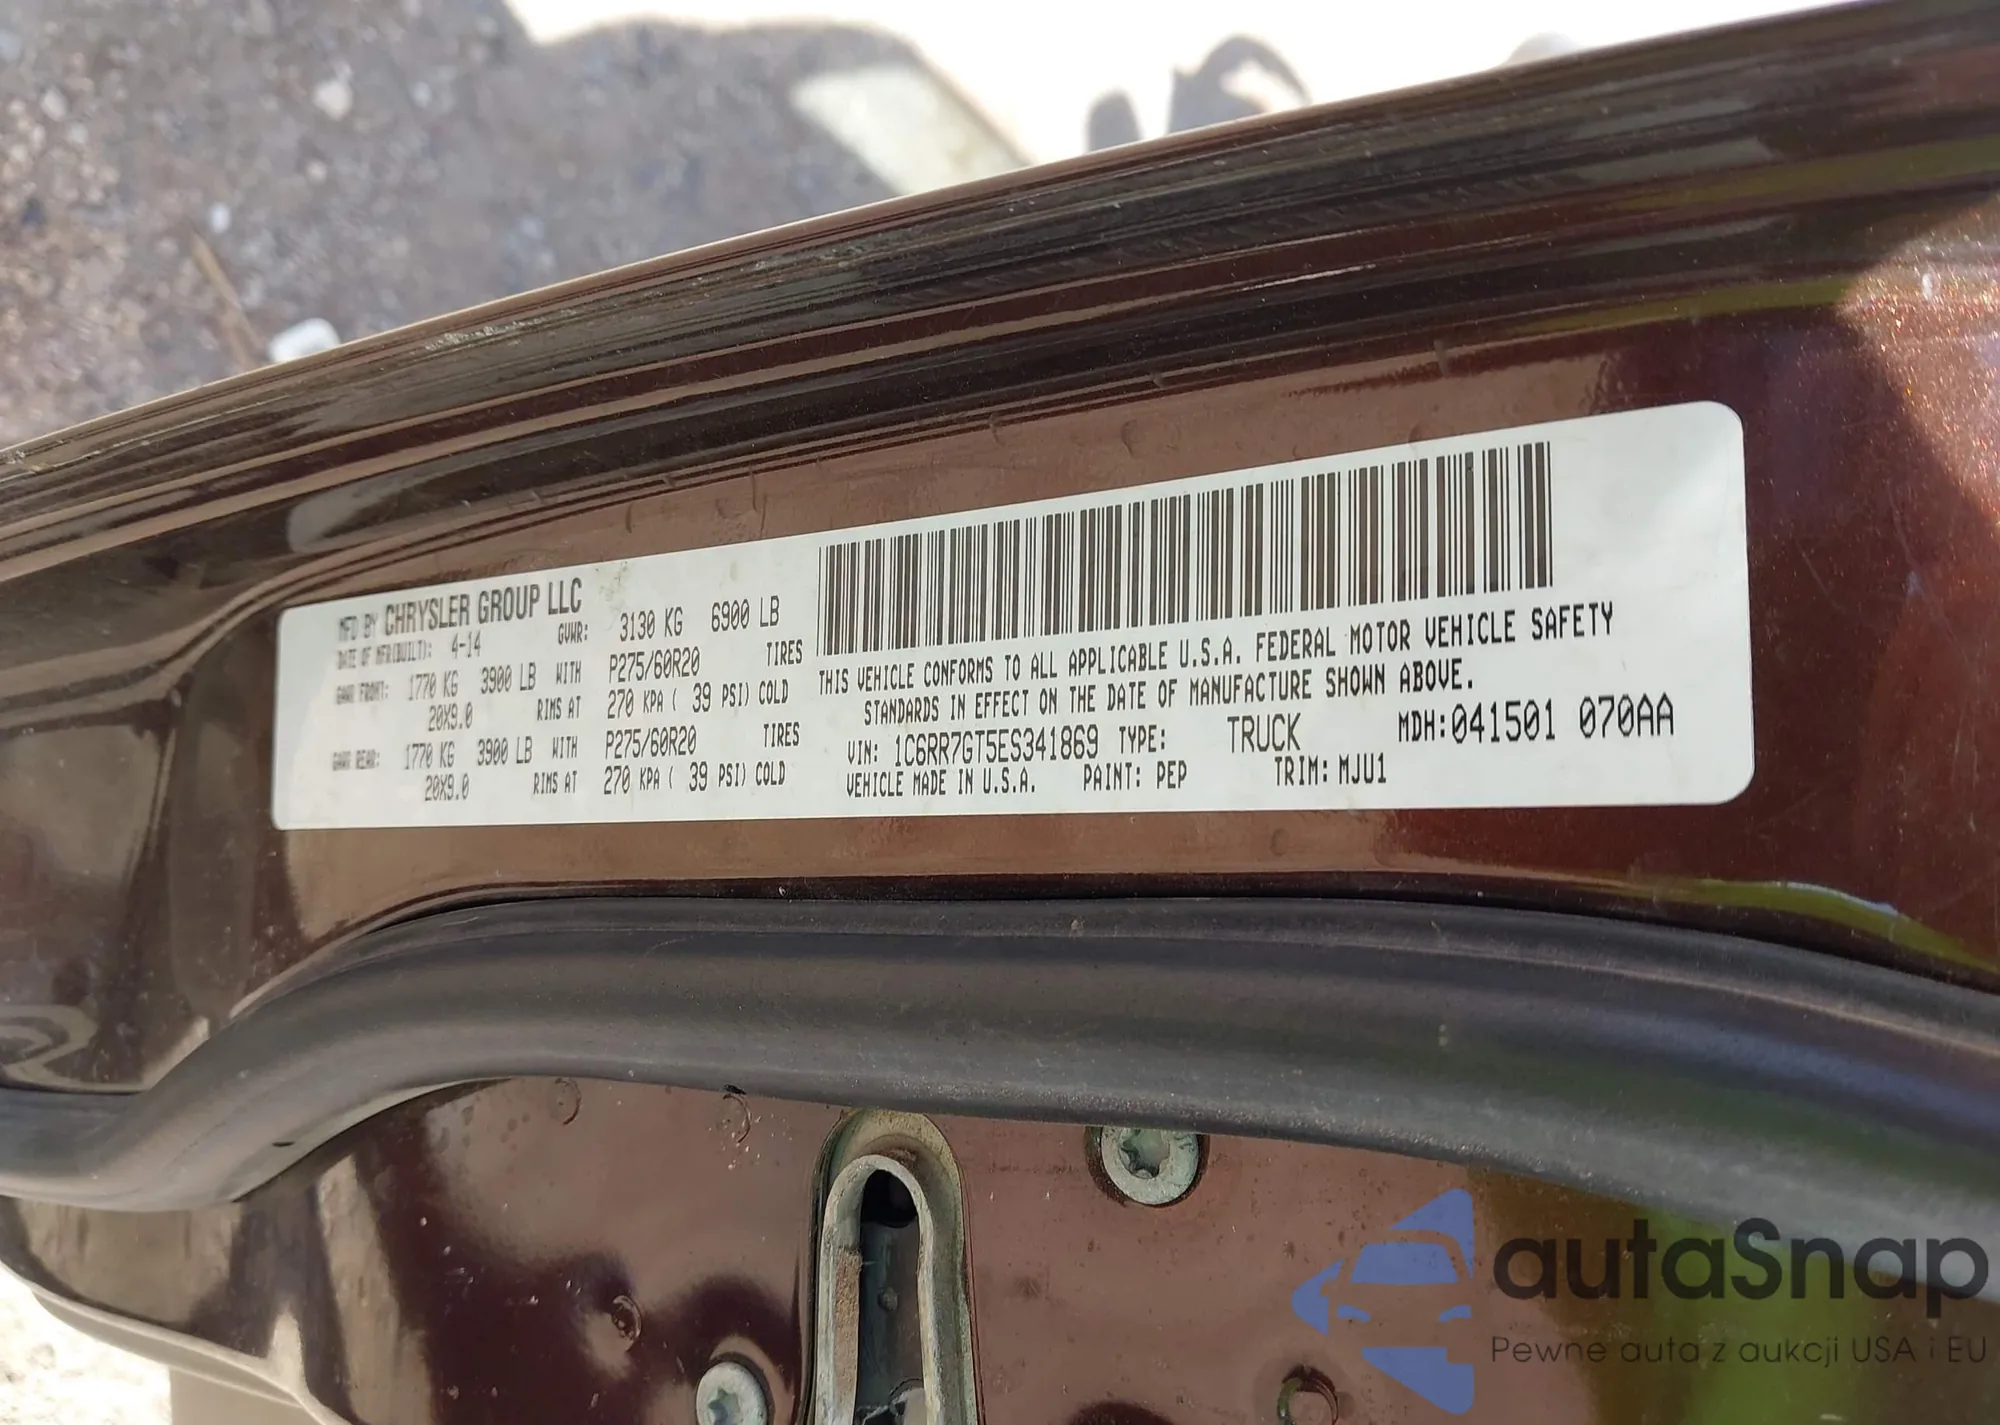 MFD BY CHRYSLER GROUP LLC
DATE OF MFR(BUILT): 4-14 GVWR: 3130 KG 6900 LB
GAWR FRONT: 1770 KG 3900 LB WITH P275/60R20 TIRES
20X9.0 RIMS AT 270 KPA ( 39 PSI) COLD
GAWR REAR: 1770 KG 3900 LB WITH P275/60R20 TIRES
20X9.0 RIMS AT 270 KPA ( 39 PSI) COLD
THIS VEHICLE CONFORMS TO ALL APPLICABLE U.S.A. FEDERAL MOTOR VEHICLE SAFETY
STANDARDS IN EFFECT ON THE DATE OF MANUFACTURE SHOWN ABOVE.
VIN: 1C6RR7GT5ES341869 TYPE: TRUCK MDH:041501 070AA
VEHICLE MADE IN U.S.A. PAINT: PEP TRIM: MJU1
autaSnap
Pewne auta z aukcji USA i EU